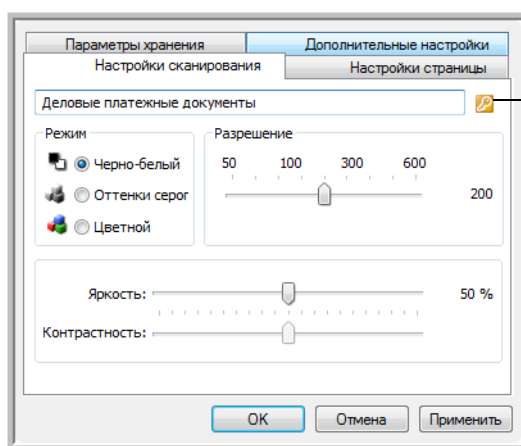 Параметры хранения Дополнительные настройки
Настройки сканирования Настройки страницы
Деловые платежные документы
Режим Разрешение
Черно-белый 50 100 300 600
Оттенки серог 200
Цветной
Яркость: 50 %
Контрастность:
OK Отмена Применить